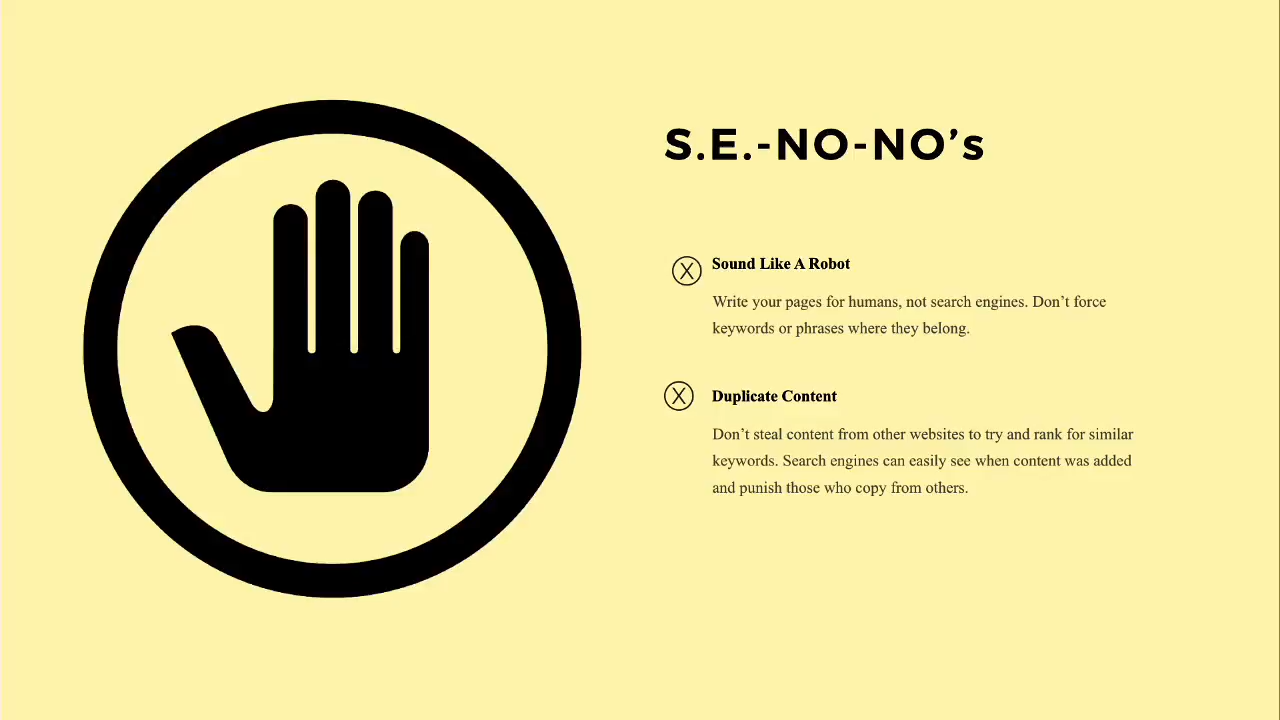 S.E.-NO-NO’s
Sound Like A Robot
Write your pages for humans, not search engines. Don’t force
keywords or phrases where they belong.
Duplicate Content
Don’t steal content from other websites to try and rank for similar
keywords. Search engines can easily see when content was added
and punish those who copy from others.